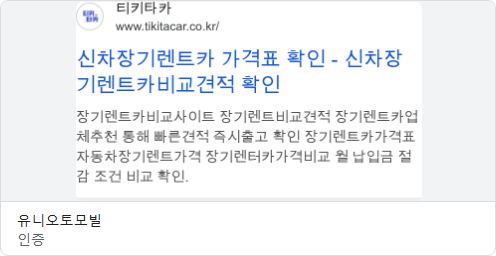 티키타카
티키타카
www.tikitacar.co.kr/
신차장기렌트카 가격표 확인 - 신차장
기렌트카비교견적 확인
장기렌트카비교사이트 장기렌트비교견적 장기렌트카업
체추천 통해 빠른견적 즉시출고 확인 장기렌트카가격표
자동차장기렌트가격 장기렌터카가격비교 월 납입금 절
감 조건 비교 확인.
유니오토모빌
인증